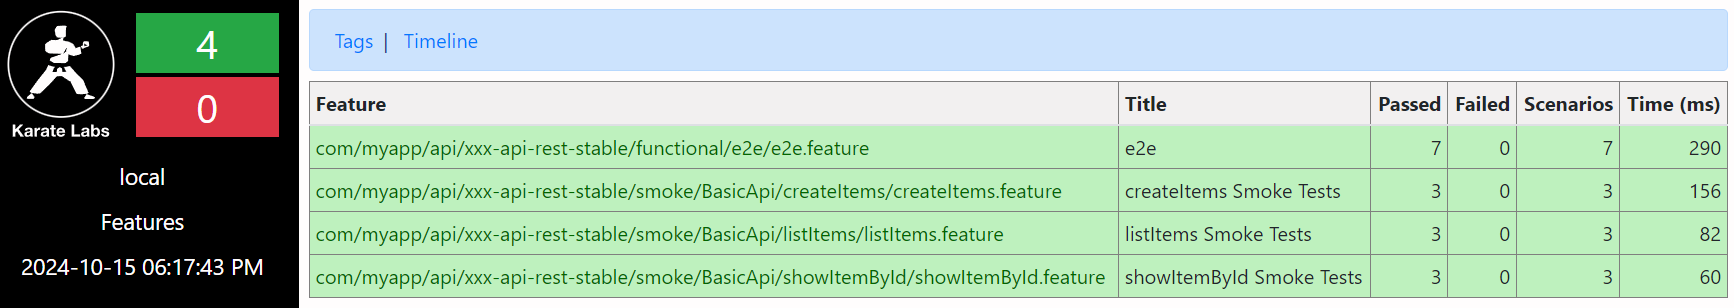 Karate Labs
4
0
local
Features
2024-10-15 06:17:43 PM
Tags | Timeline
Feature Title Passed Failed Scenarios Time (ms)
com/myapp/api/xxx-api-rest-stable/functional/e2e/e2e.feature e2e 7 0 7 290
com/myapp/api/xxx-api-rest-stable/smoke/BasicApi/createItems/createItems.feature createItems Smoke Tests 3 0 3 156
com/myapp/api/xxx-api-rest-stable/smoke/BasicApi/listItems/listItems.feature listItems Smoke Tests 3 0 3 82
com/myapp/api/xxx-api-rest-stable/smoke/BasicApi/showItemById/showItemById.feature showItemById Smoke Tests 3 0 3 60